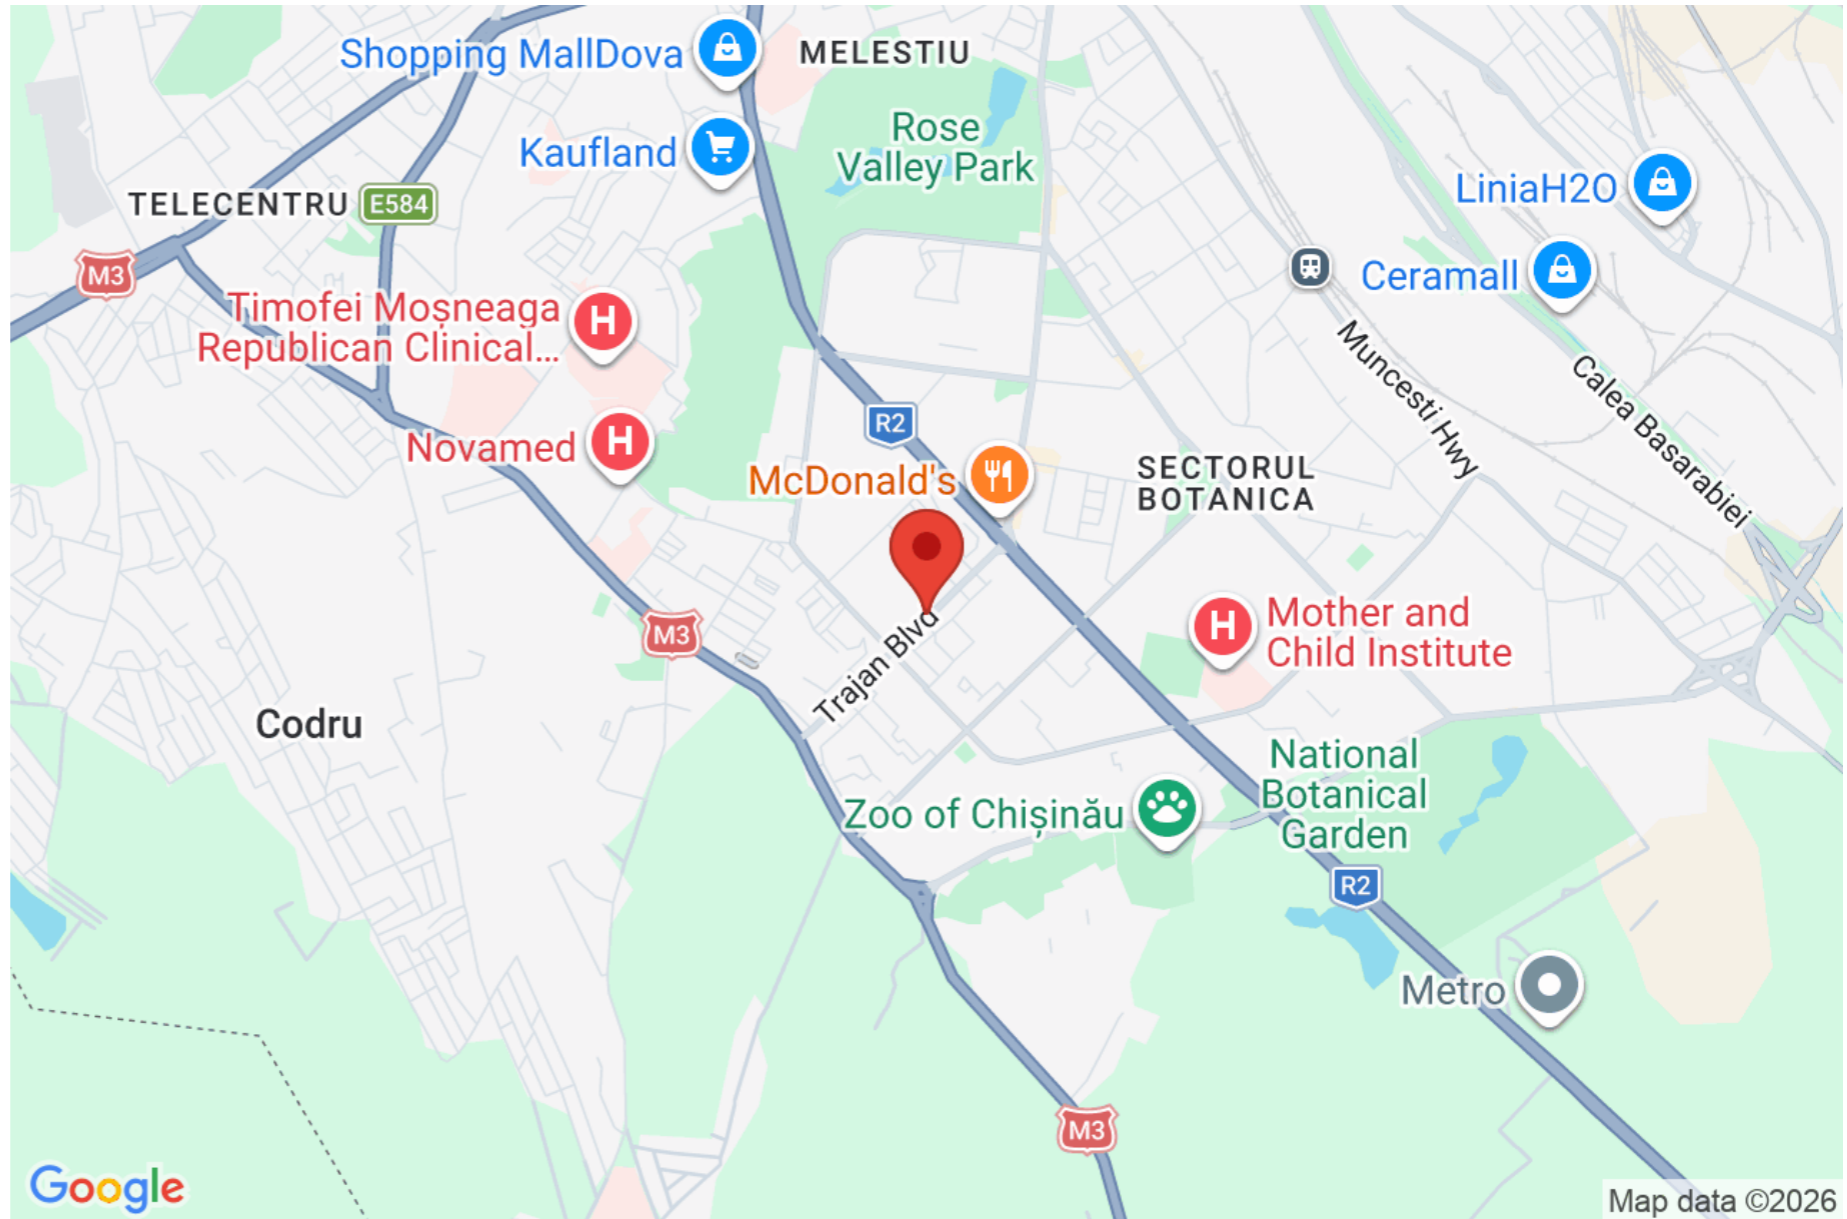 Shopping MallDova
MELESTIU
Rose
Valley Park
Kaufland
LiniaH2O
TELECENTRU
E584
M3
Ceramall
Timofei Moșneaga
Republican Clinical...
Muncesti Hwy
Calea Basarabiei
R2
Novamed
McDonald's
SECTORUL
BOTANICA
M3
Trajan Blvd
Mother and
Child Institute
Codru
National
Botanical
Garden
Zoo of Chișinău
R2
Metro
M3
Google
Map data ©2026